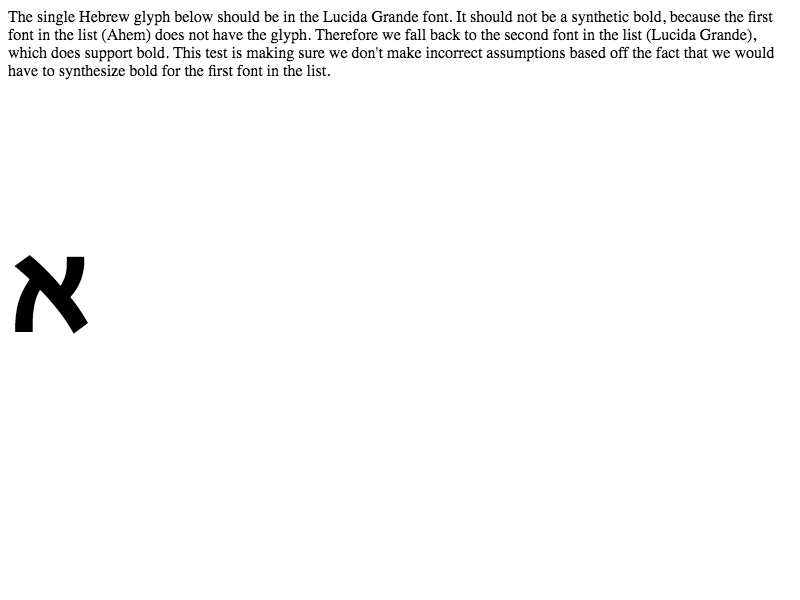 The single Hebrew glyph below should be in the Lucida Grande font. It should not be a synthetic bold, because the first
font in the list (Ahem) does not have the glyph. Therefore we fall back to the second font in the list (Lucida Grande),
which does support bold. This test is making sure we don't make incorrect assumptions based off the fact that we would
have to synthesize bold for the first font in the list.
א